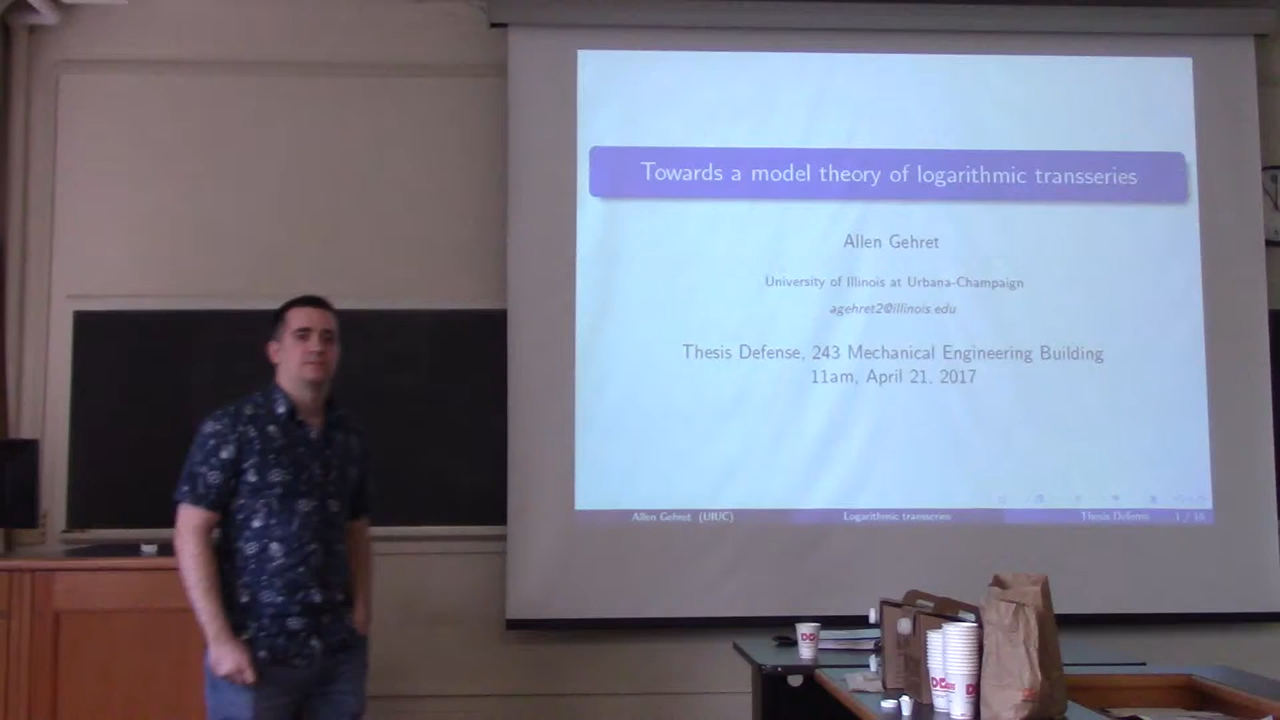 Towards a model theory of logarithmic transseries
Allen Gehret
University of Illinois at Urbana-Champaign
agehret2@illinois.edu
Thesis Defense, 243 Mechanical Engineering Building
11am, April 21, 2017
Allen Gehret (UIUC)
Logarithmic transseries
Thesis Defense